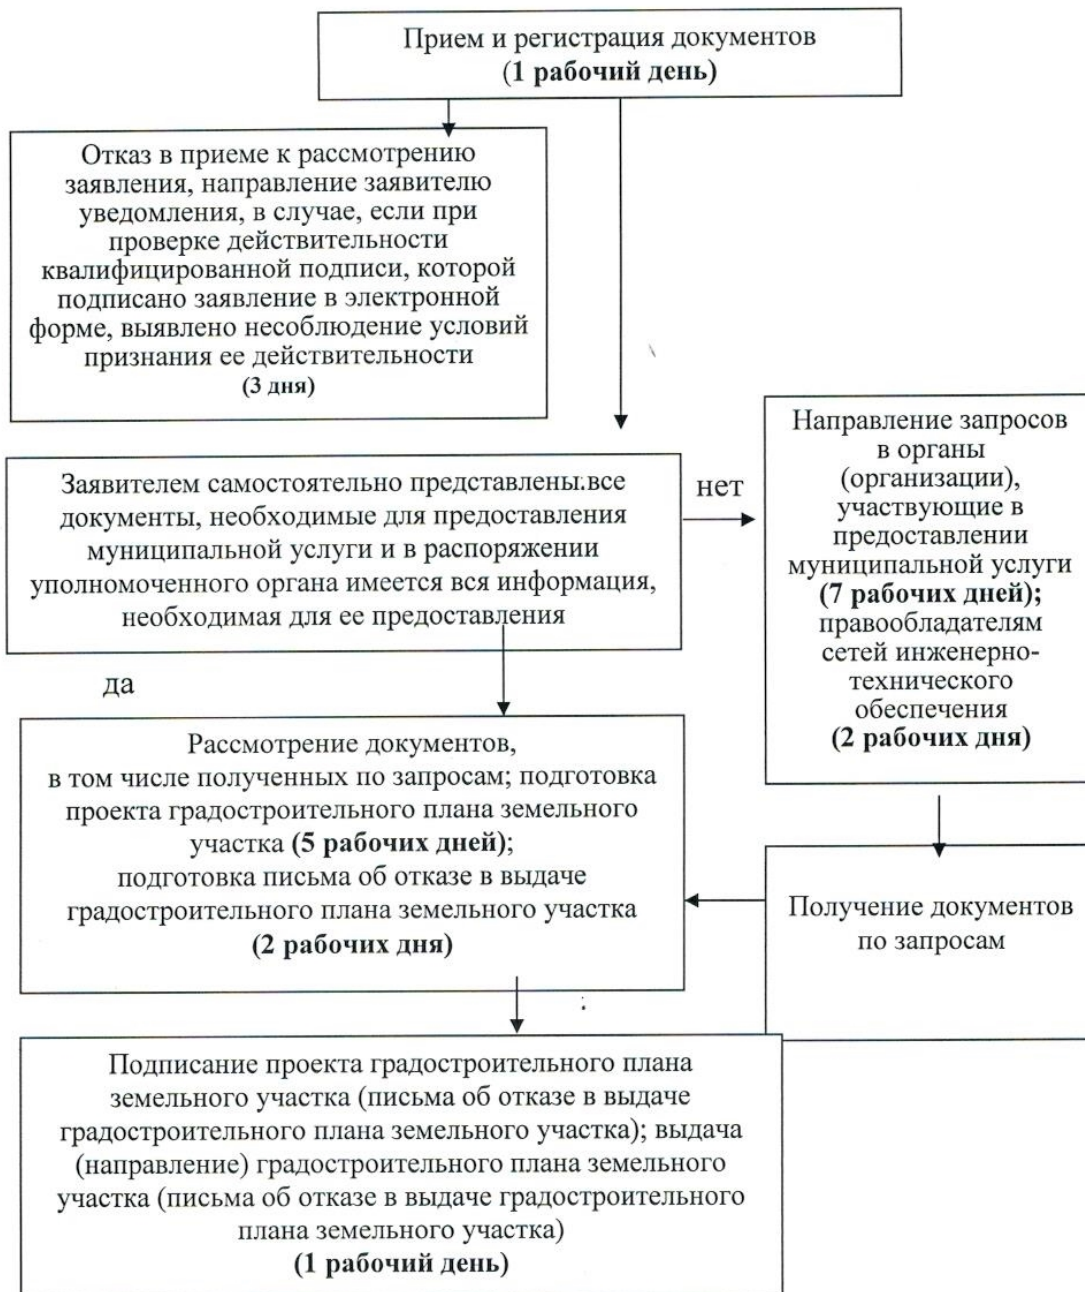 Прием и регистрация документов
(1 рабочий день)
Отказ в приеме к рассмотрению
заявления, направление заявителю
уведомления, в случае, если при
проверке действительности
квалифицированной подписи, которой
подписано заявление в электронной
форме, выявлено несоблюдение условий
признания ее действительности
(3 дня)
Заявителем самостоятельно представлены.все
документы, необходимые для предоставления
муниципальной услуги и в распоряжении
уполномоченного органа имеется вся информация,
необходимая для ее предоставления
нет
Направление запросов
в органы
(организации),
участвующие в
предоставлении
муниципальной услуги
(7 рабочих дней);
правообладателям
сетей инженерно-
технического
обеспечения
(2 рабочих дня)
да
Рассмотрение документов,
в том числе полученных по запросам; подготовка
проекта градостроительного плана земельного
участка (5 рабочих дней);
подготовка письма об отказе в выдаче
градостроительного плана земельного участка
(2 рабочих дня)
Получение документов
по запросам
Подписание проекта градостроительного плана
земельного участка (письма об отказе в выдаче
градостроительного плана земельного участка); выдача
(направление) градостроительного плана земельного
участка (письма об отказе в выдаче градостроительного
плана земельного участка)
(1 рабочий день)